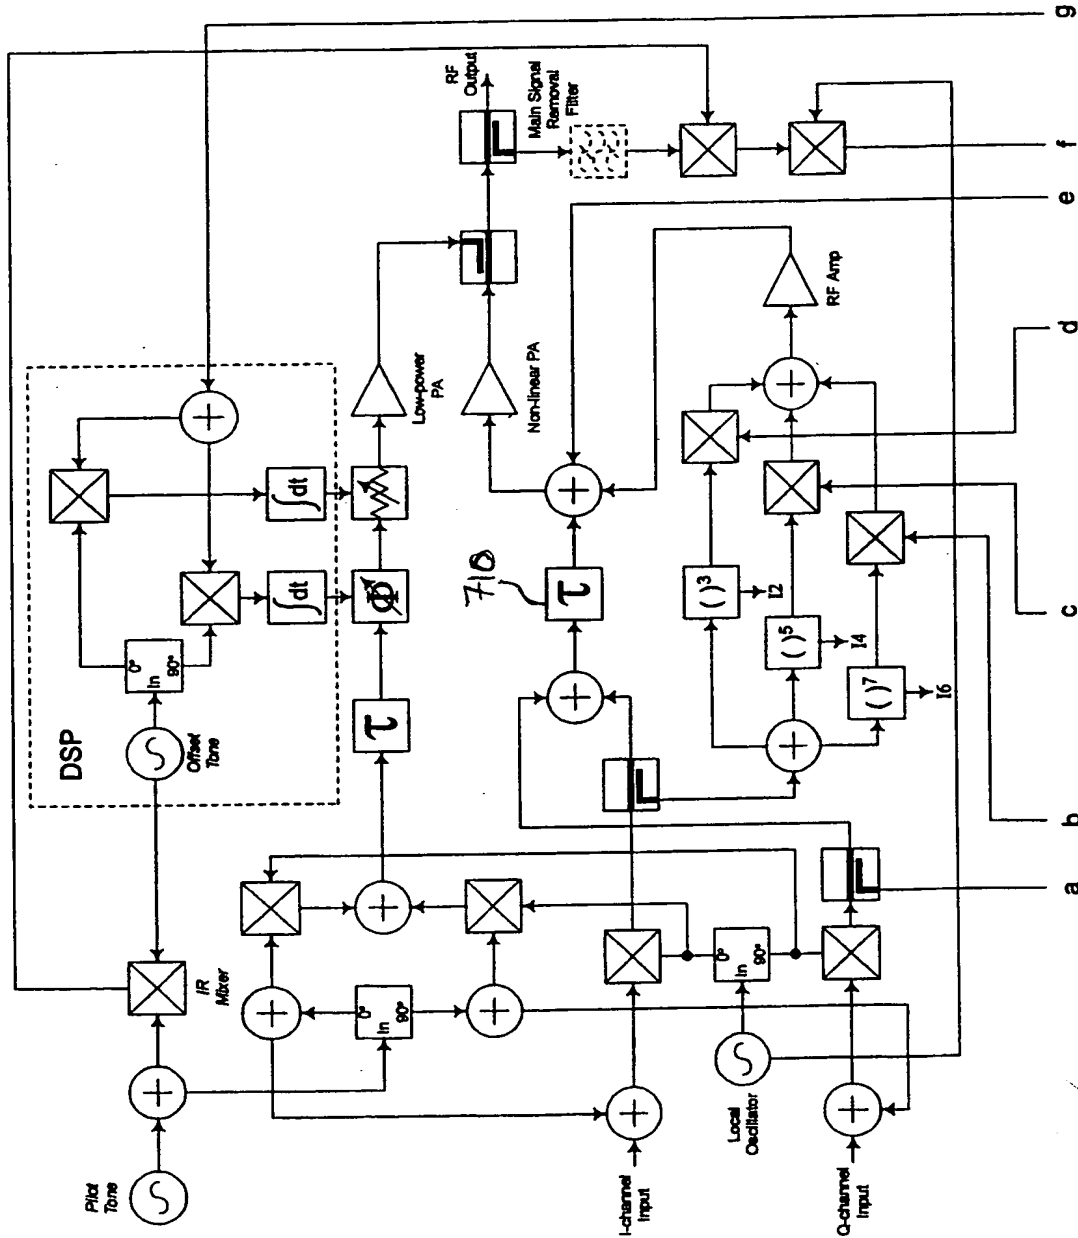 Pilot
Tone
IR
Mixer
DSP
Offset
Tone
0°
In
90°
∫dt
∫dt
0°
In
90°
τ
Φ
Low-power
PA
RF
Output
Main Signal
Removal
Filter
Non-linear PA
710
τ
I-channel
Input
Local
Oscillator
0°
In
90°
Q-channel
Input
( )³
I2
( )⁵
I4
( )⁷
I6
RF Amp
a
b
c
d
e
f
g